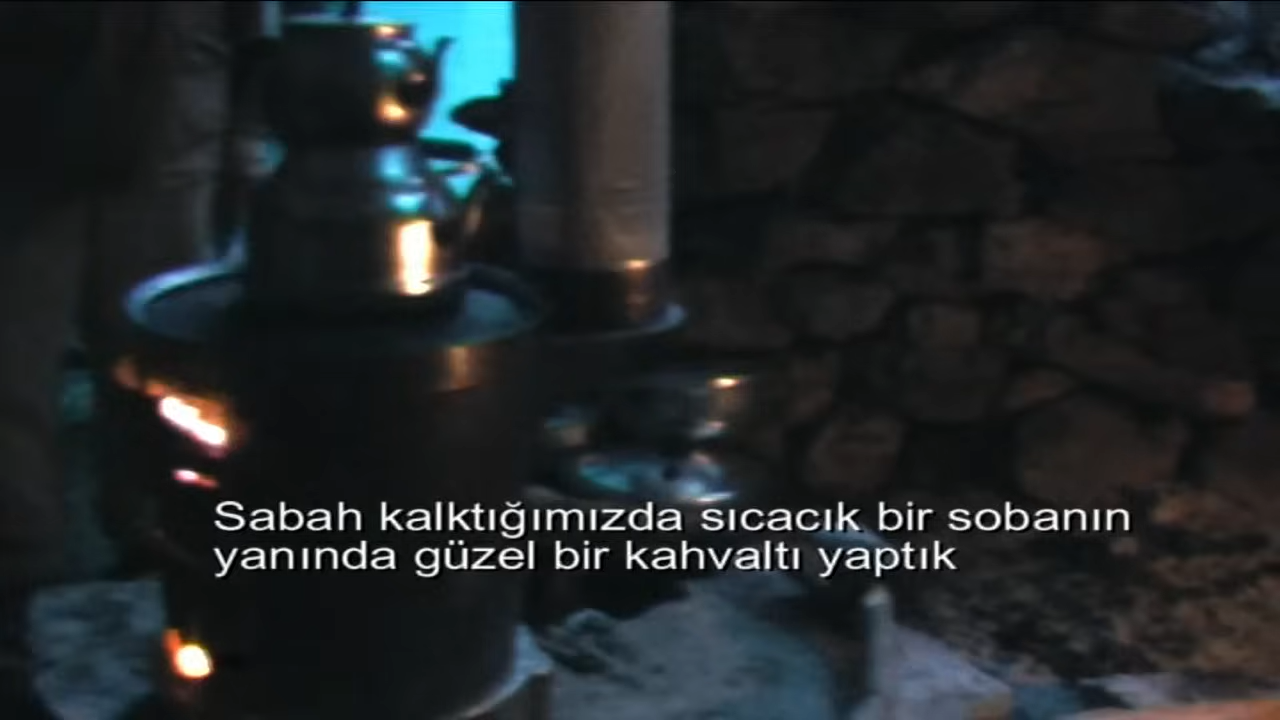 Sabah kalktığımızda sıcacık bir sobanın
yanında güzel bir kahvaltı yaptık